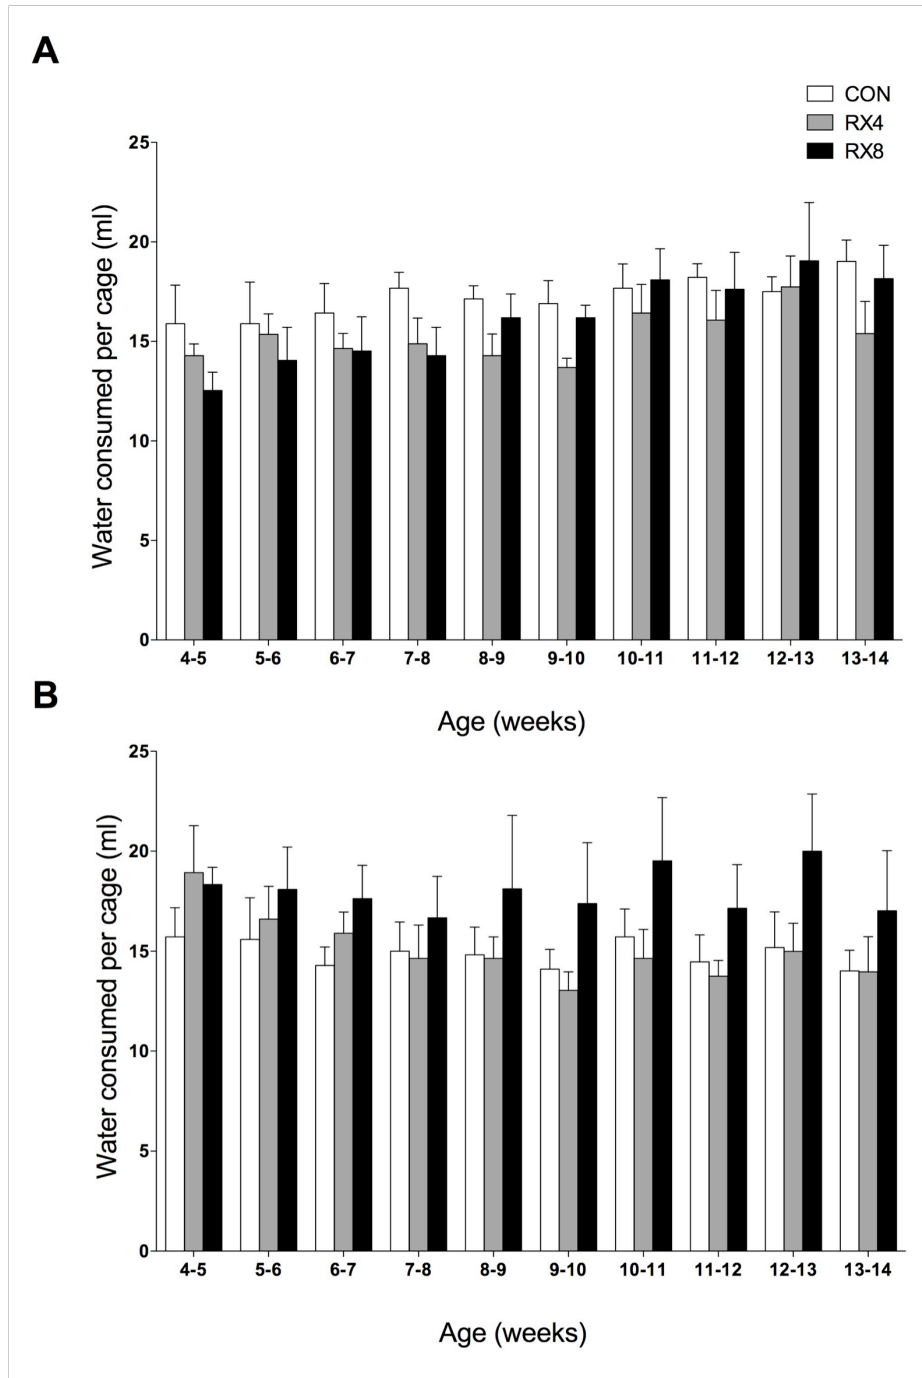 A
CON
RX4
RX8
Water consumed per cage (ml)
25
20
15
10
5
0
4-5 5-6 6-7 7-8 8-9 9-10 10-11 11-12 12-13 13-14
Age (weeks)
B
Water consumed per cage (ml)
25
20
15
10
5
0
4-5 5-6 6-7 7-8 8-9 9-10 10-11 11-12 12-13 13-14
Age (weeks)